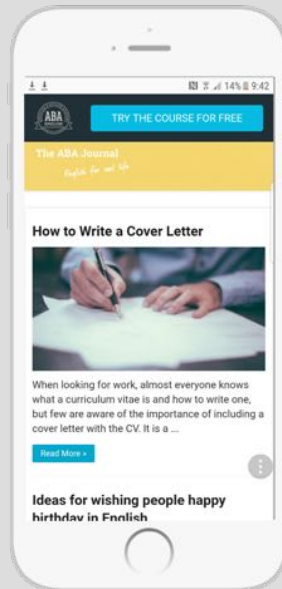 14% 9:42
ABA
ENGLISH
TRY THE COURSE FOR FREE
The ABA Journal
English for real life
How to Write a Cover Letter
When looking for work, almost everyone knows
what a curriculum vitae is and how to write one,
but few are aware of the importance of including a
cover letter with the CV. It is a ...
Read More »
Ideas for wishing people happy
birthday in English